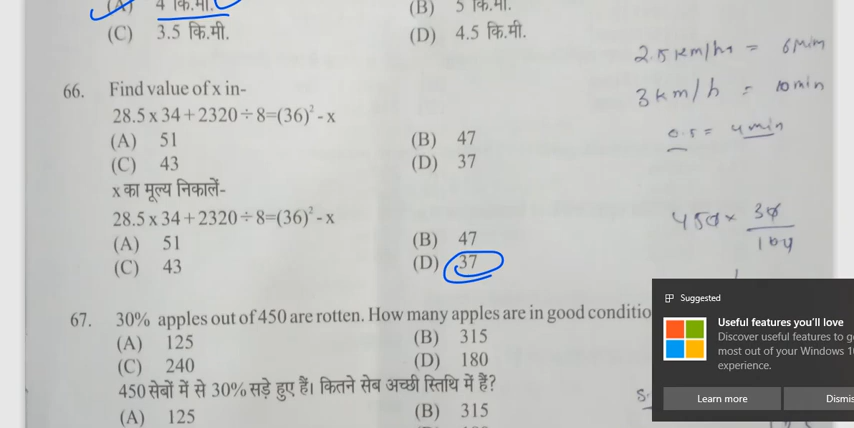 (A) 4 कि.मी. (B) 5 कि.मी.
(C) 3.5 कि.मी. (D) 4.5 कि.मी.
2.5 km/hr = 6 min
3 km/h = 10 min
0.5 = 4 min
66. Find value of x in-
28.5 x 34 + 2320 ÷ 8=(36)² - x
(A) 51 (B) 47
(C) 43 (D) 37
x का मूल्य निकालें-
28.5 x 34 + 2320 ÷ 8=(36)² - x
(A) 51 (B) 47
(C) 43 (D) 37
450 × 30
100
67. 30% apples out of 450 are rotten. How many apples are in good conditio
(A) 125 (B) 315
(C) 240 (D) 180
450 सेबों में से 30% सड़े हुए हैं। कितने सेब अच्छी स्तिथि में हैं?
(A) 125 (B) 315
Suggested
Useful features you'll love
Discover useful features to g
most out of your Windows 1
experience.
Learn more Dismis